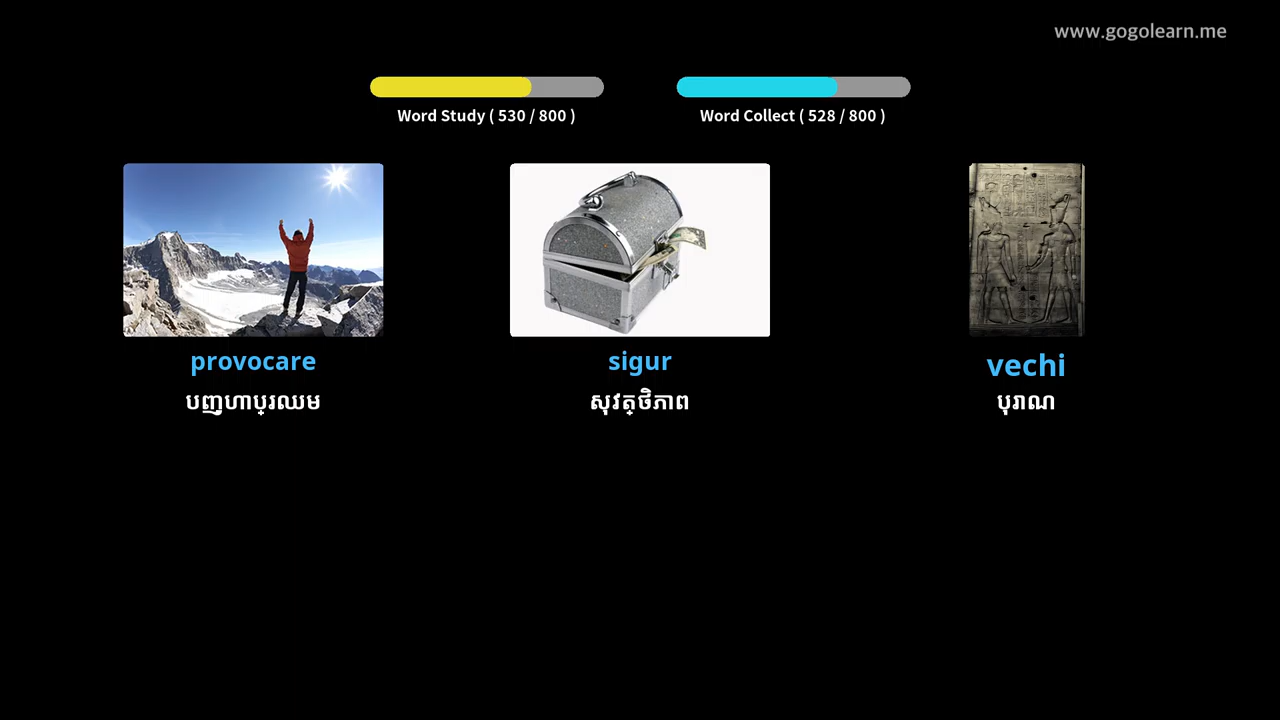 www.gogolearn.me
Word Study ( 530 / 800 )
Word Collect ( 528 / 800 )
provocare
sigur
vechi
បញ្ហាប្រឈម
សុវត្ថិភាព
បុរាណ